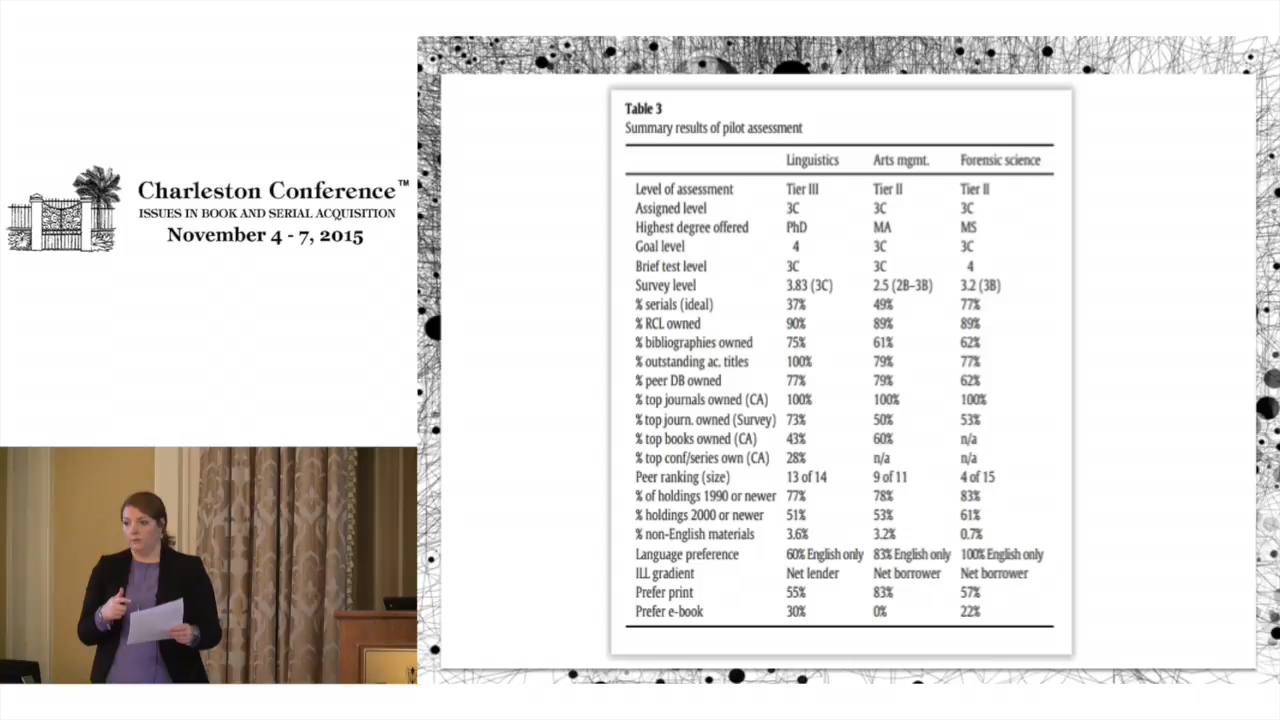 Charleston Conference™
ISSUES IN BOOK AND SERIAL ACQUISITION
November 4 - 7, 2015
Table 3
Summary results of pilot assessment
Linguistics Arts mgmt. Forensic science
Level of assessment Tier III Tier II Tier II
Assigned level 3C 3C 3C
Highest degree offered PhD MA MS
Goal level 4 3C 3C
Brief test level 3C 3C 4
Survey level 3.83 (3C) 2.5 (2B–3B) 3.2 (3B)
% serials (ideal) 37% 49% 77%
% RCL owned 90% 89% 89%
% bibliographies owned 75% 61% 62%
% outstanding ac. titles 100% 79% 77%
% peer DB owned 77% 79% 62%
% top journals owned (CA) 100% 100% 100%
% top journ. owned (Survey) 73% 50% 53%
% top books owned (CA) 43% 60% n/a
% top conf/series own (CA) 28% n/a n/a
Peer ranking (size) 13 of 14 9 of 11 4 of 15
% of holdings 1990 or newer 77% 78% 83%
% holdings 2000 or newer 51% 53% 61%
% non-English materials 3.6% 3.2% 0.7%
Language preference 60% English only 83% English only 100% English only
ILL gradient Net lender Net borrower Net borrower
Prefer print 55% 83% 57%
Prefer e-book 30% 0% 22%